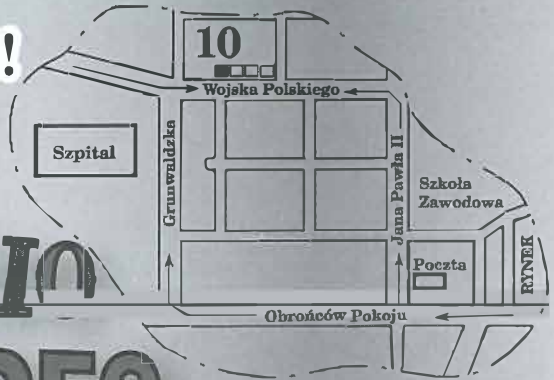 !
10
Wojska Polskiego
Szpital
Grunwaldzka
Jana Pawła II
Szkoła
Zawodowa
Poczta
RYNEK
Obrońców Pokoju